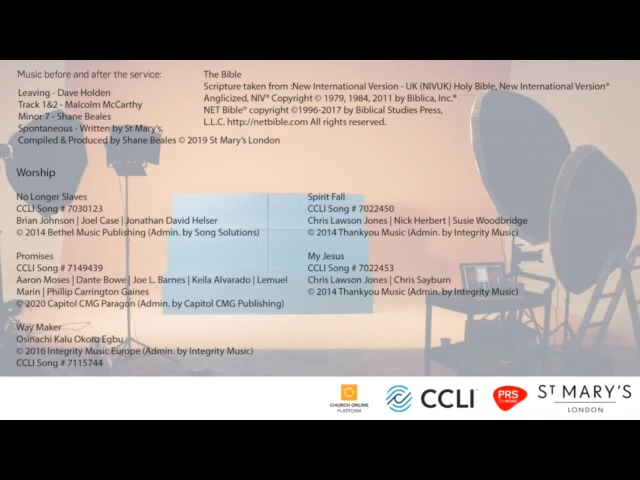 Music before and after the service:
Leaving - Dave Holden
Track 1&2 - Malcolm McCarthy
Minor 7 - Shane Beales
Spontaneous - Written by St Mary's,
Compiled & Produced by Shane Beales © 2019 St Mary's London
The Bible
Scripture taken from :New International Version - UK (NIVUK) Holy Bible, New International Version®
Anglicized, NIV® Copyright © 1979, 1984, 2011 by Biblica, Inc.®
NET Bible® copyright ©1996-2017 by Biblical Studies Press,
L.L.C. http://netbible.com All rights reserved.
Worship
No Longer Slaves
CCLI Song # 7030123
Brian Johnson | Joel Case | Jonathan David Helser
© 2014 Bethel Music Publishing (Admin. by Song Solutions)
Promises
CCLI Song # 7149439
Aaron Moses | Dante Bowe | Joe L. Barnes | Keila Alvarado | Lemuel
Marin | Phillip Carrington Gaines
© 2020 Capitol CMG Paragon (Admin. by Capitol CMG Publishing)
Way Maker
Osinachi Kalu Okoro Egbu
© 2016 Integrity Music Europe (Admin. by Integrity Music)
CCLI Song # 7115744
Spirit Fall
CCLI Song # 7022450
Chris Lawson Jones | Nick Herbert | Susie Woodbridge
© 2014 Thankyou Music (Admin. by Integrity Music)
My Jesus
CCLI Song # 7022453
Chris Lawson Jones | Chris Sayburn
© 2014 Thankyou Music (Admin. by Integrity Music)
CHURCH ONLINE
PLATFORM
CCLI
PRS
ST MARY'S
LONDON